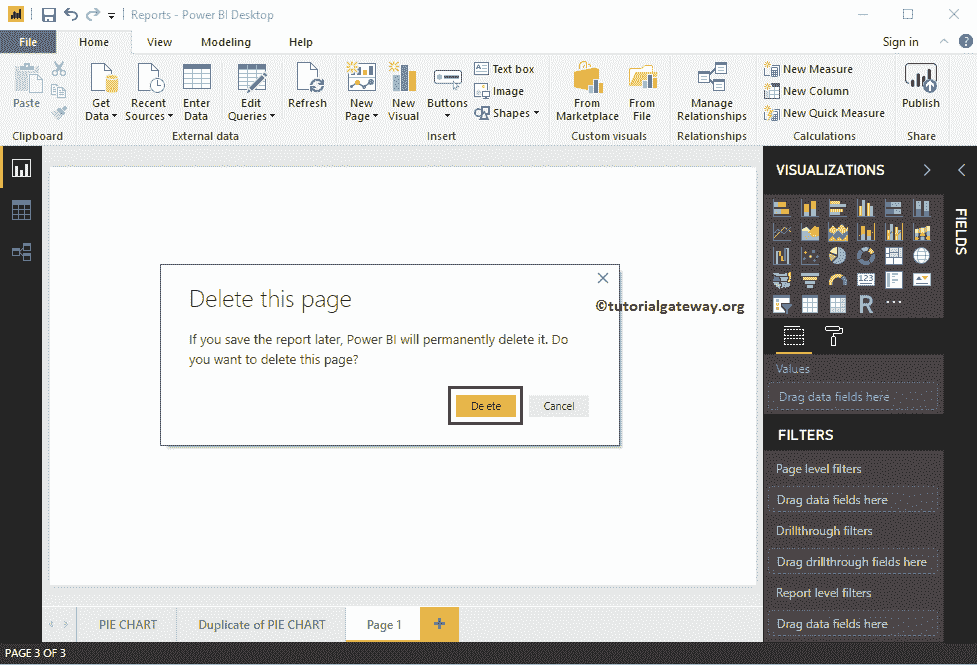 Reports - Power BI Desktop
File Home View Modeling Help Sign in
Paste
Get Data
Recent Sources
Enter Data
Edit Queries
Refresh
New Page
New Visual
Buttons
Text box
Image
Shapes
From Marketplace
From File
Manage Relationships
New Measure
New Column
New Quick Measure
Publish
Clipboard External data Insert Custom visuals Relationships Calculations Share
VISUALIZATIONS
FIELDS
123
R
Delete this page
©tutorialgateway.org
If you save the report later, Power BI will permanently delete it. Do
you want to delete this page?
Delete Cancel
Values
Drag data fields here
FILTERS
Page level filters
Drag data fields here
Drillthrough filters
Drag drillthrough fields here
Report level filters
Drag data fields here
PIE CHART Duplicate of PIE CHART Page 1 +
PAGE 3 OF 3